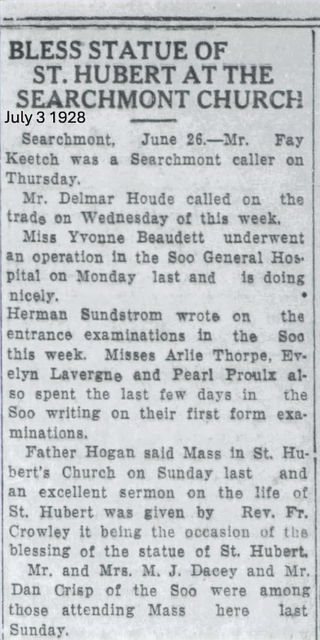 BLESS STATUE OF
ST. HUBERT AT THE
SEARCHMONT CHURCH
July 3 1928
Searchmont, June 26.—Mr. Fay
Keetch was a Searchmont caller on
Thursday.
Mr. Delmar Houde called on the
trade on Wednesday of this week.
Miss Yvonne Beaudett underwent
an operation in the Soo General Hos-
pital on Monday last and is doing
nicely.
Herman Sundstrom wrote on the
entrance examinations in the Soo
this week. Misses Arlie Thorpe, Ev-
elyn Lavergne and Pearl Proulx al-
so spent the last few days in the
Soo writing on their first form exa-
minations.
Father Hogan said Mass in St. Hu-
bert's Church on Sunday last and
an excellent sermon on the life of
St. Hubert was given by Rev. Fr.
Crowley it being the occasion of the
blessing of the statue of St. Hubert.
Mr. and Mrs. M. J. Dacey and Mr.
Dan Crisp of the Soo were among
those attending Mass here last
Sunday.